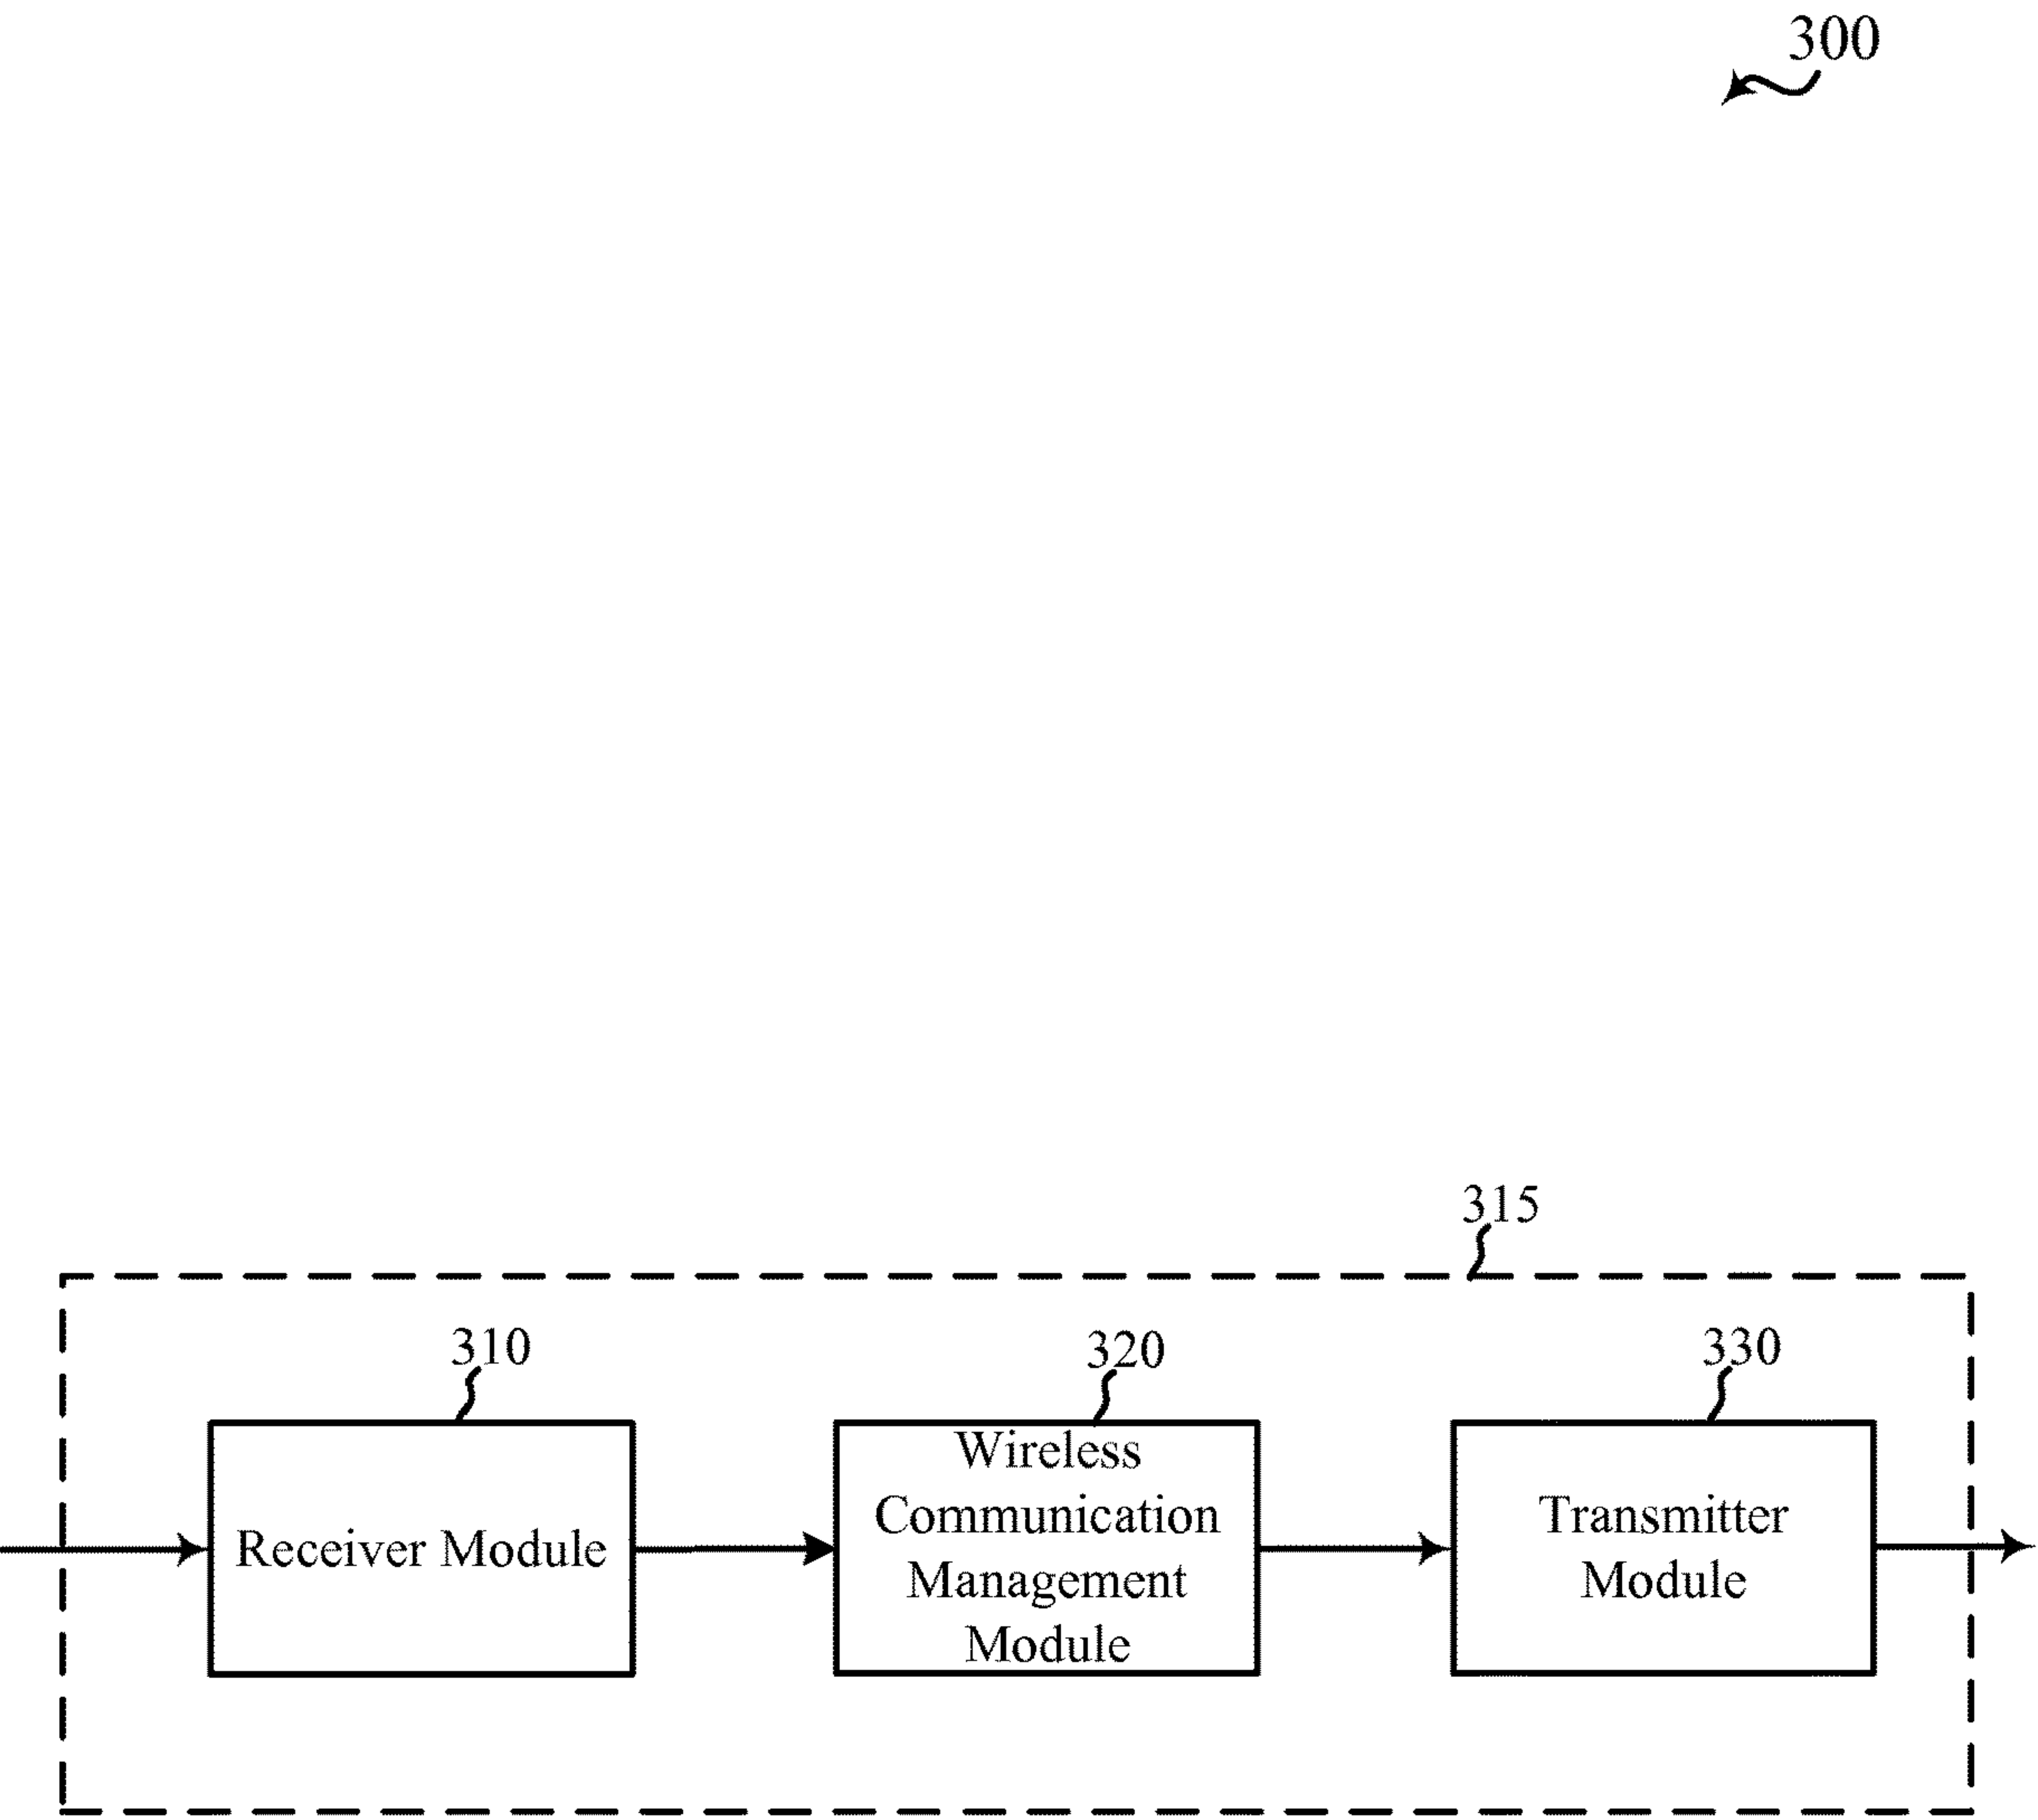 300
315
310
320
330
Receiver Module
Wireless
Communication
Management
Module
Transmitter
Module